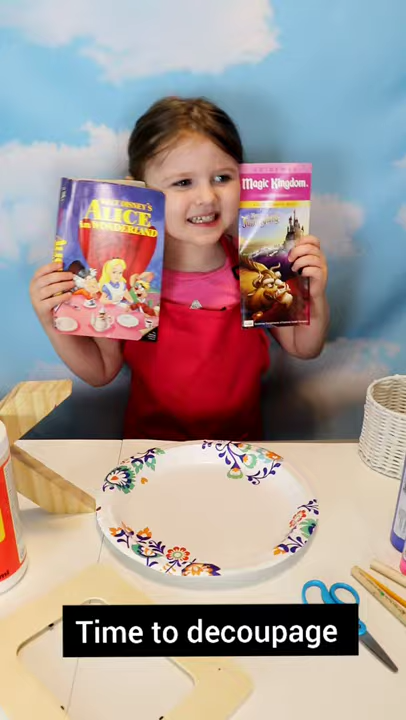 WALT DISNEY'S
ALICE
IN WONDERLAND
Magic Kingdom
Time to decoupage